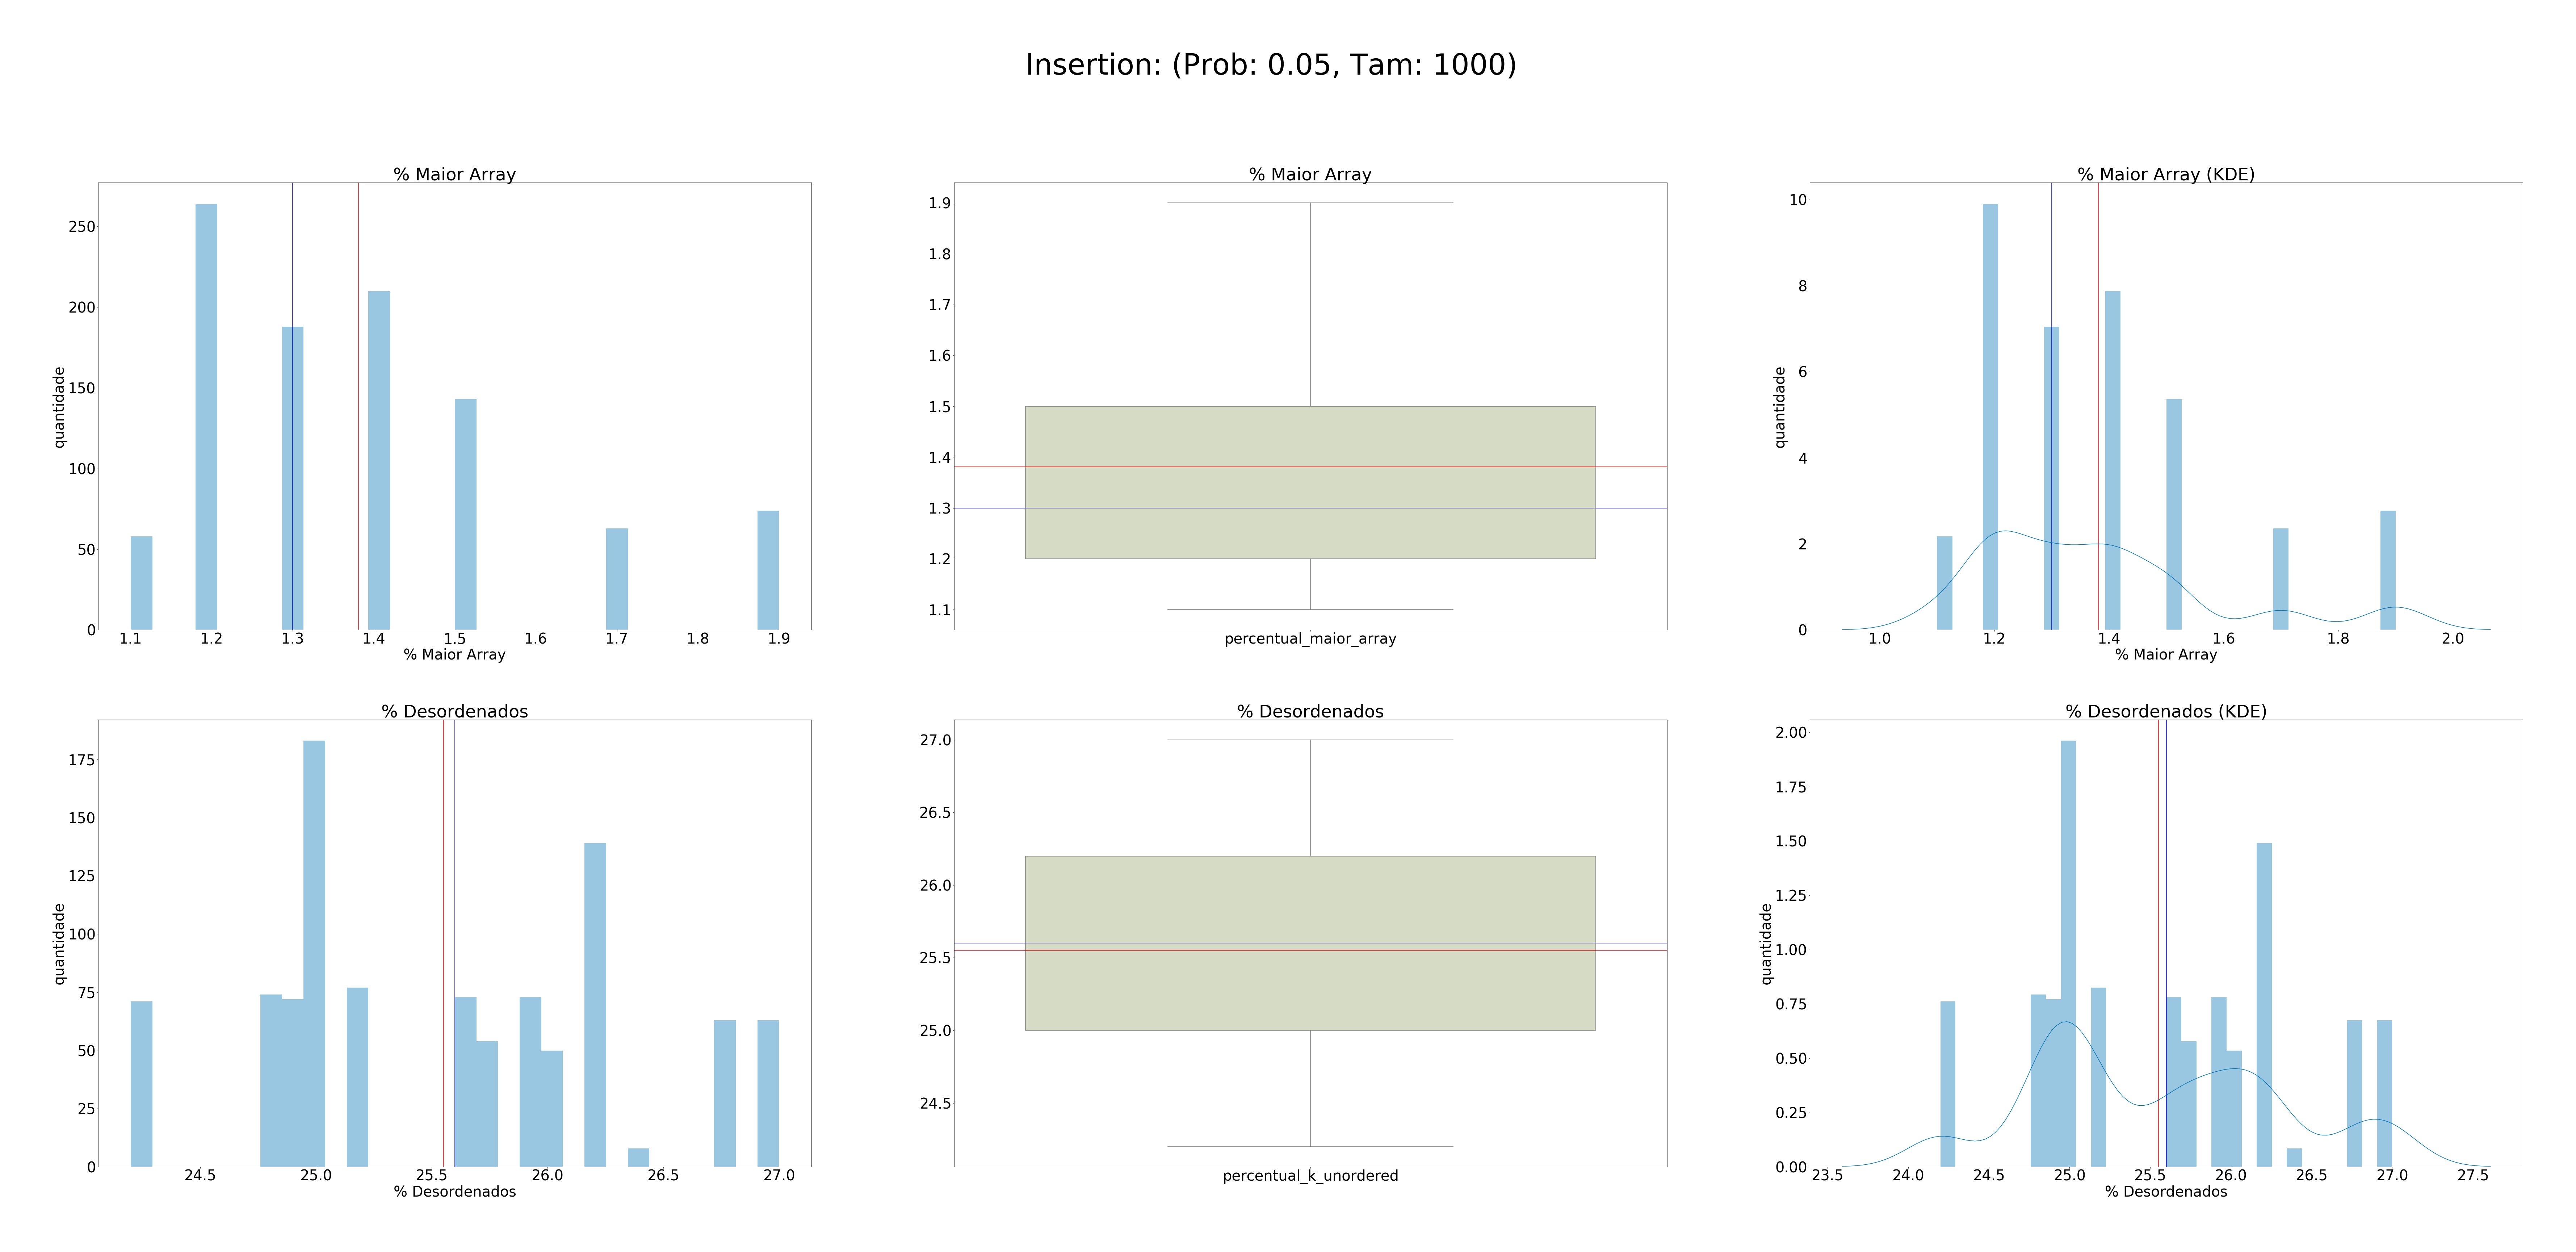 Insertion: (Prob: 0.05, Tam: 1000)
% Maior Array
250
200
150
100
50
0
quantidade
1.1 1.2 1.3 1.4 1.5 1.6 1.7 1.8 1.9
% Maior Array
% Maior Array
1.9
1.8
1.7
1.6
1.5
1.4
1.3
1.2
1.1
percentual_maior_array
% Maior Array (KDE)
10
8
6
4
2
0
quantidade
1.0 1.2 1.4 1.6 1.8 2.0
% Maior Array
% Desordenados
175
150
125
100
75
50
25
0
quantidade
24.5 25.0 25.5 26.0 26.5 27.0
% Desordenados
% Desordenados
27.0
26.5
26.0
25.5
25.0
24.5
percentual_k_unordered
% Desordenados (KDE)
2.00
1.75
1.50
1.25
1.00
0.75
0.50
0.25
0.00
quantidade
23.5 24.0 24.5 25.0 25.5 26.0 26.5 27.0 27.5
% Desordenados